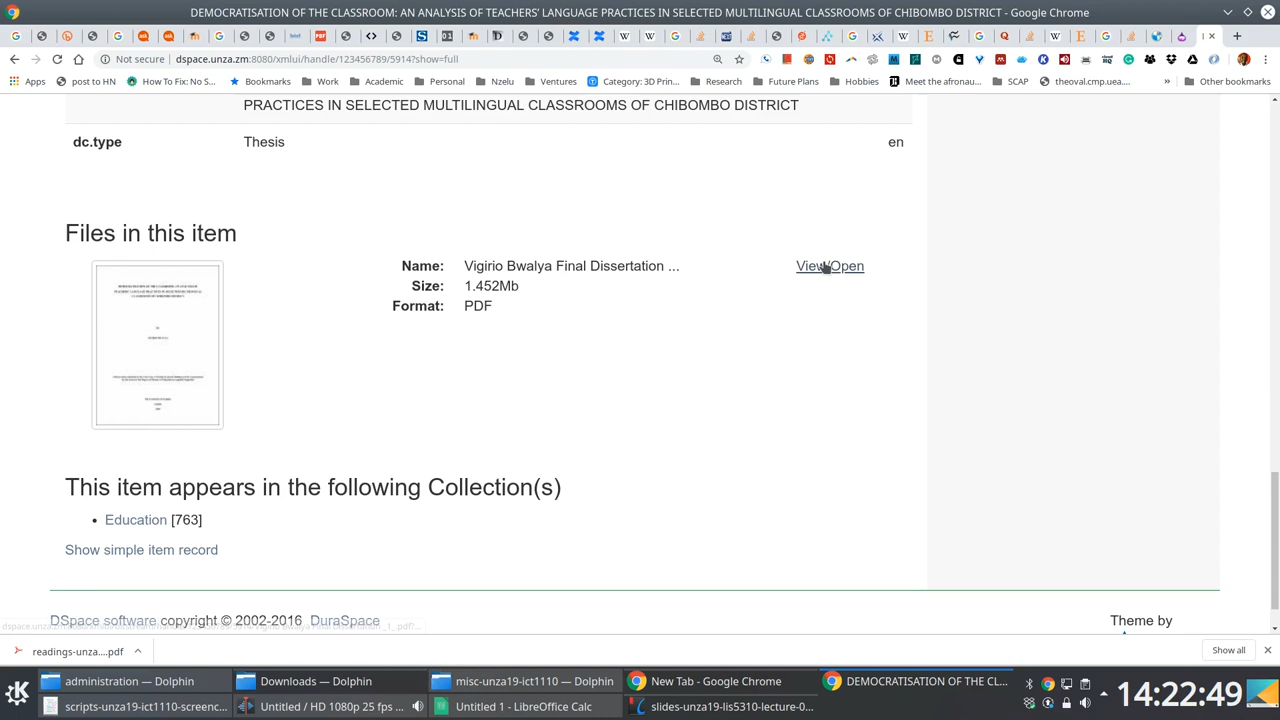 DEMOCRATISATION OF THE CLASSROOM: AN ANALYSIS OF TEACHERS' LANGUAGE PRACTICES IN SELECTED MULTILINGUAL CLASSROOMS OF CHIBOMBO DISTRICT - Google Chrome
Not secure | dspace.unza.zm:8080/xmlui/handle/123456789/5914?show=full
Apps post to HN How To Fix: No S... Bookmarks Work Academic Personal Nzelu Ventures Category: 3D Prin... Research Future Plans Hobbies Meet the afronau... SCAP theoval.cmp.uea.... » Other bookmarks
PRACTICES IN SELECTED MULTILINGUAL CLASSROOMS OF CHIBOMBO DISTRICT
dc.type Thesis en
Files in this item
Name: Vigirio Bwalya Final Dissertation ... View/Open
Size: 1.452Mb
Format: PDF
This item appears in the following Collection(s)
• Education [763]
Show simple item record
DSpace software copyright © 2002-2016 DuraSpace Theme by
readings-unza....pdf Show all
administration — Dolphin Downloads — Dolphin misc-unza19-ict1110 — Dolphin New Tab - Google Chrome DEMOCRATISATION OF THE CL...
scripts-unza19-ict1110-screenc... Untitled / HD 1080p 25 fps ... Untitled 1 - LibreOffice Calc slides-unza19-lis5310-lecture-0...
14:22:49